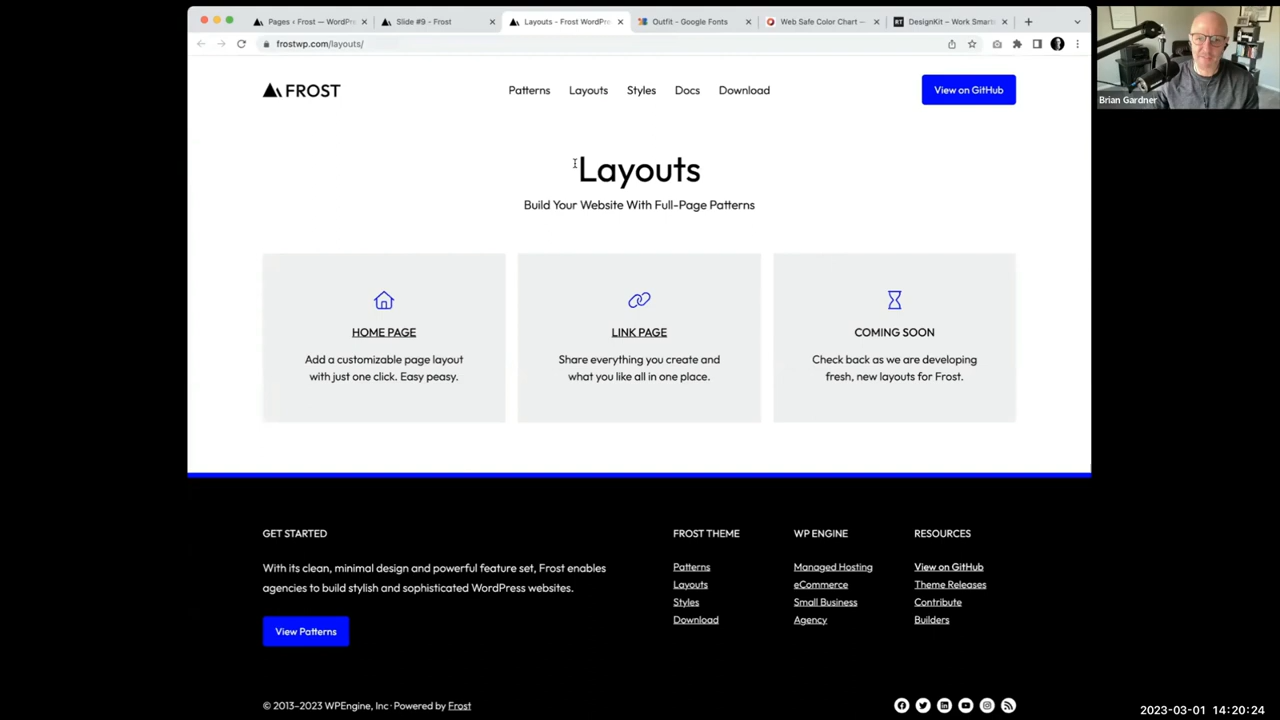 Pages ‹ Frost — WordPre
Slide #9 - Frost
Layouts - Frost WordPre
Outfit - Google Fonts
Web Safe Color Chart —
DesignKit — Work Smarte
frostwp.com/layouts/
Brian Gardner
FROST
Patterns
Layouts
Styles
Docs
Download
View on GitHub
Layouts
Build Your Website With Full-Page Patterns
HOME PAGE
Add a customizable page layout
with just one click. Easy peasy.
LINK PAGE
Share everything you create and
what you like all in one place.
COMING SOON
Check back as we are developing
fresh, new layouts for Frost.
GET STARTED
With its clean, minimal design and powerful feature set, Frost enables
agencies to build stylish and sophisticated WordPress websites.
View Patterns
FROST THEME
Patterns
Layouts
Styles
Download
WP ENGINE
Managed Hosting
eCommerce
Small Business
Agency
RESOURCES
View on GitHub
Theme Releases
Contribute
Builders
© 2013–2023 WPEngine, Inc · Powered by Frost
2023-03-01 14:20:24